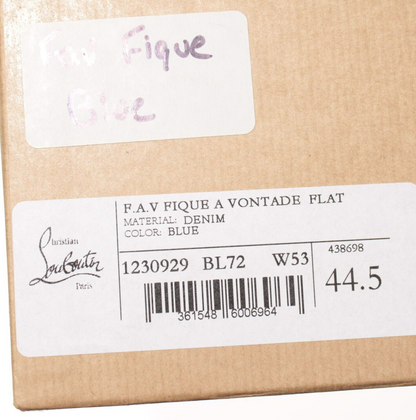 Fav Fique
Blue
Christian
Louboutin
Paris
F.A.V FIQUE A VONTADE FLAT
MATERIAL: DENIM
COLOR: BLUE
1230929 BL72 W53
438698
44.5
361548 6006964